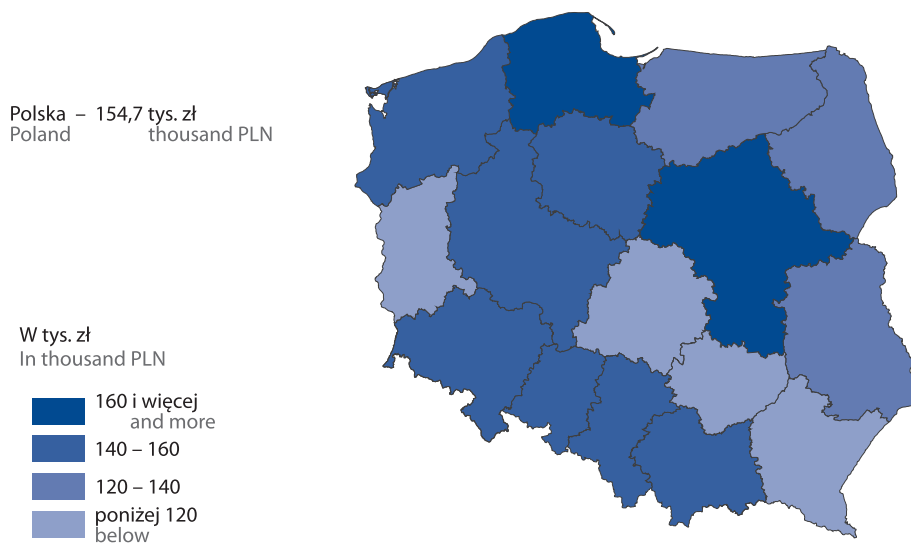 Polska – 154,7 tys. zł
Poland thousand PLN
W tys. zł
In thousand PLN
160 i więcej
and more
140 – 160
120 – 140
poniżej 120
below